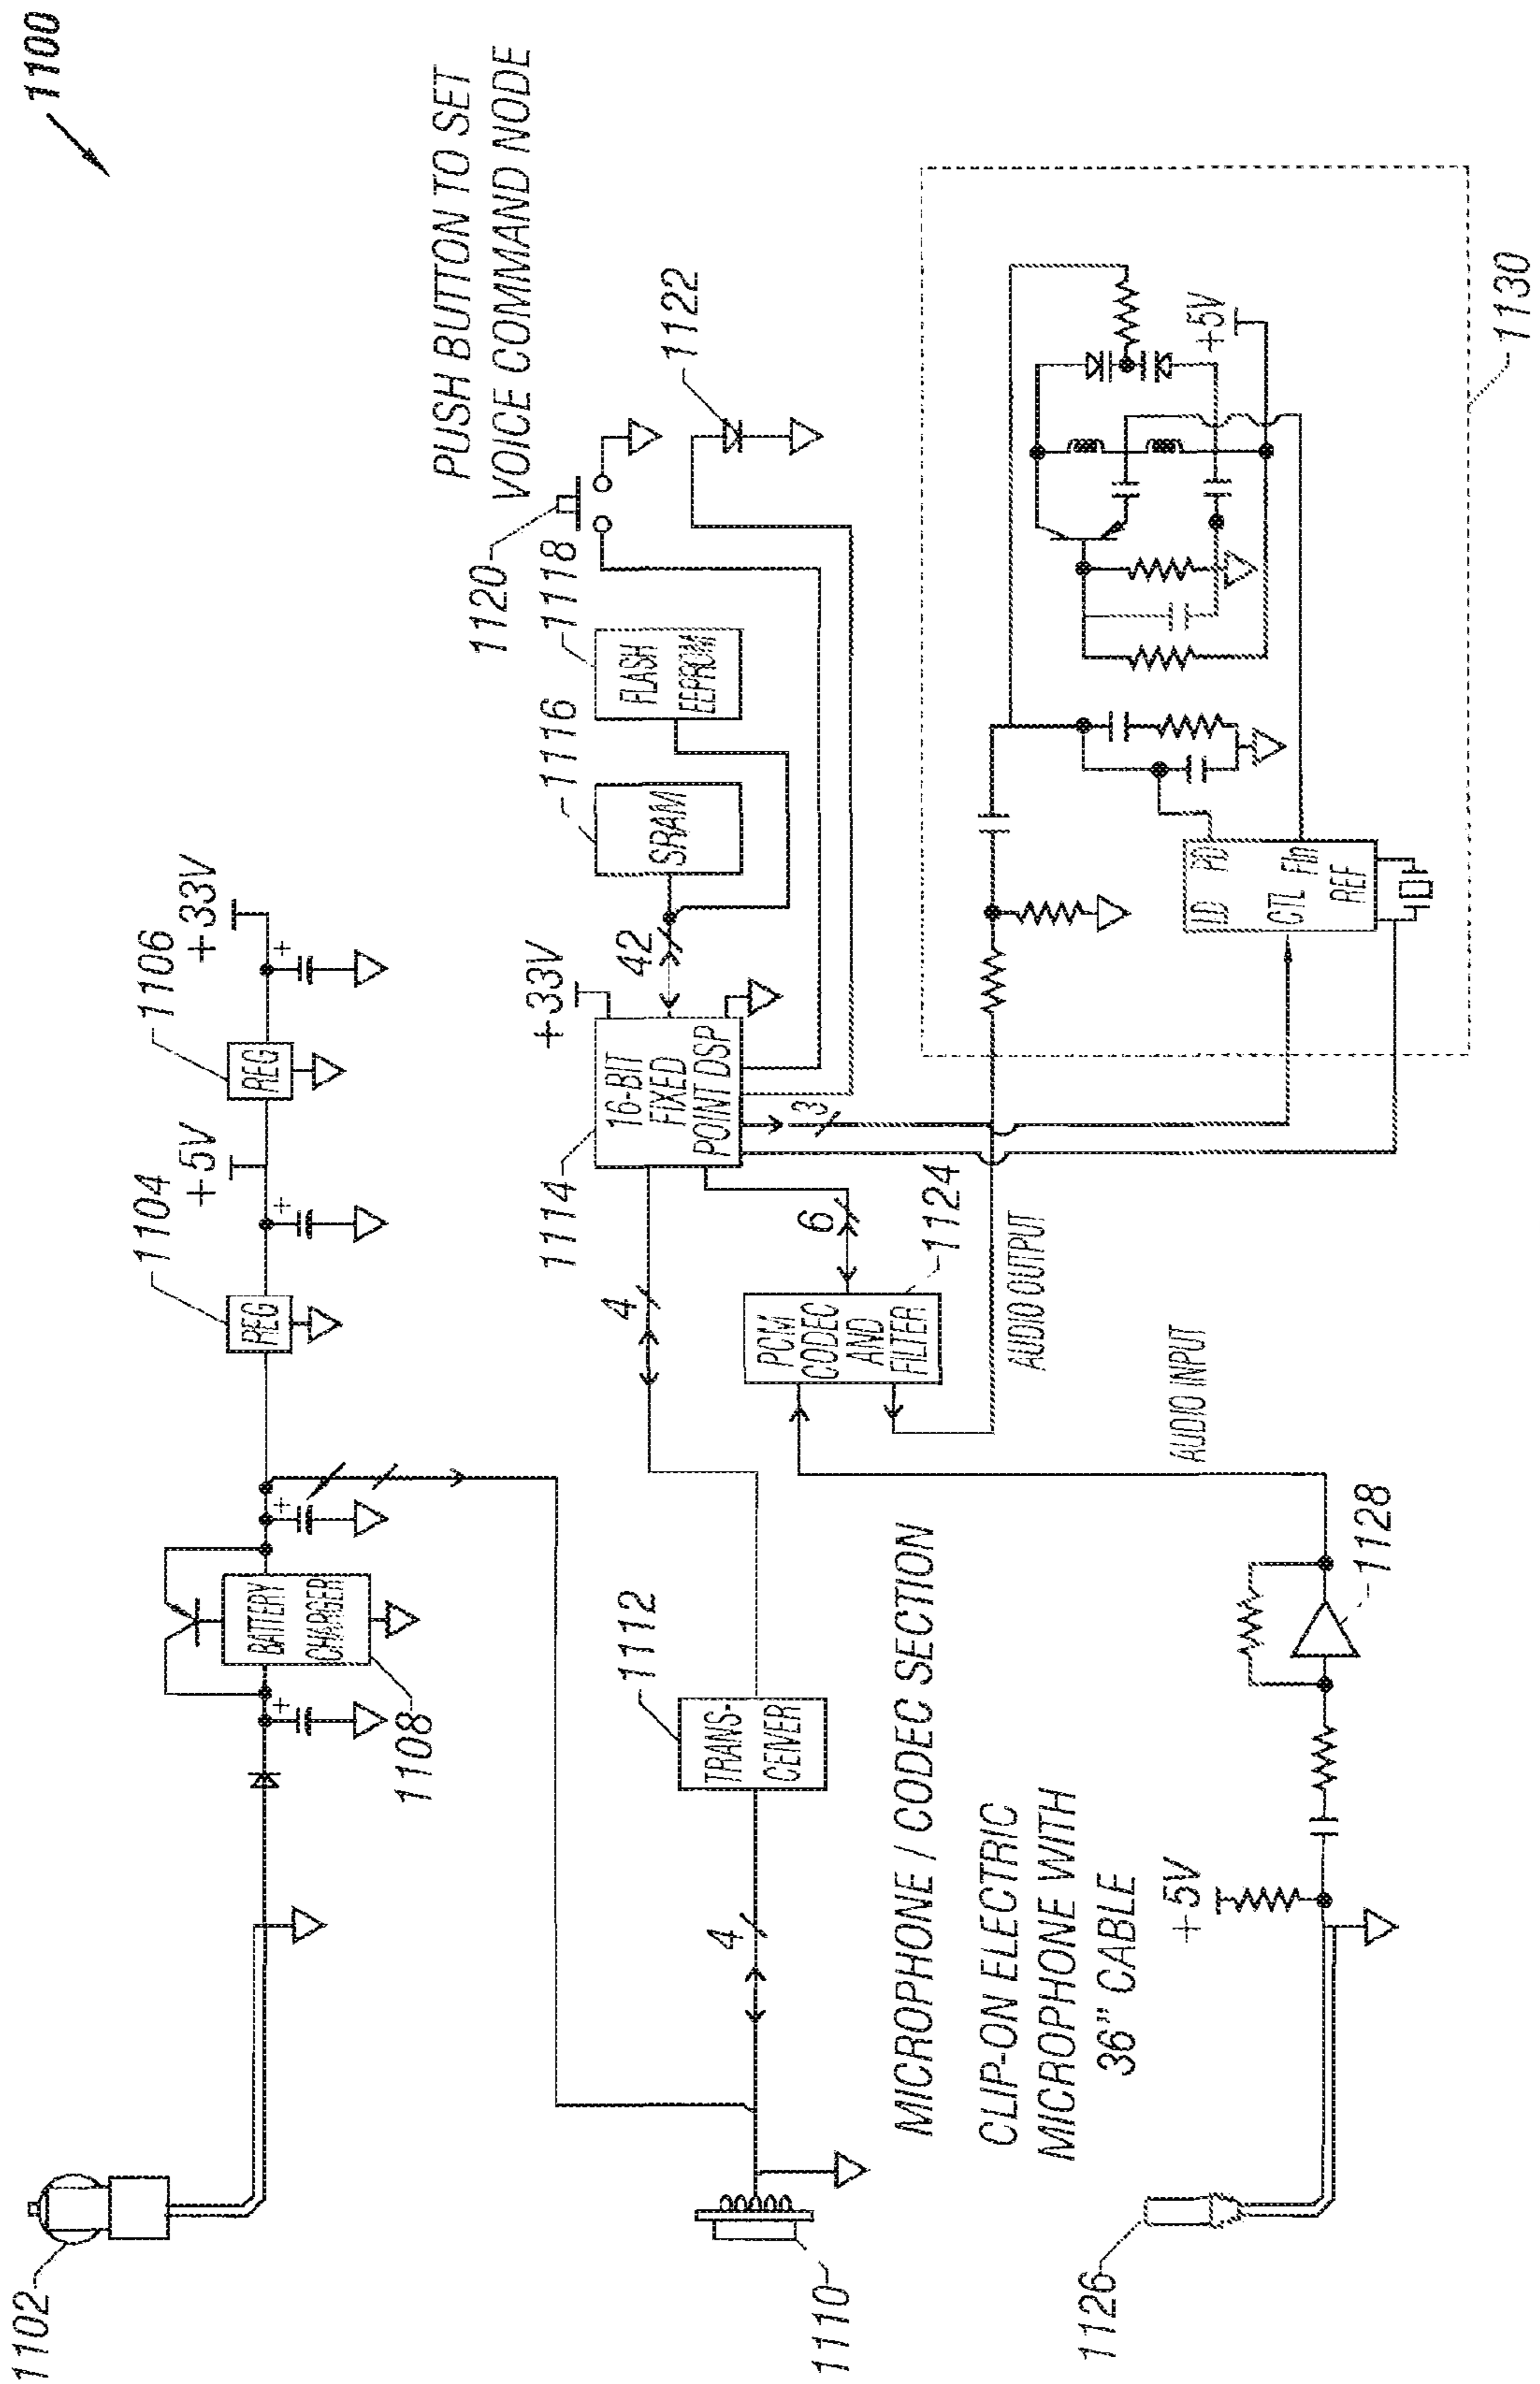 1100
1102
1104
+5V
1106
+33V
REG
REG
+
+
+
+
BATTERY
CHARGER
1108
PUSH BUTTON TO SET
VOICE COMMAND NODE
1120
1118
1116
1122
FLASH
EEPROM
SRAM
42
+33V
16-BIT
FIXED
POINT DSP
1114
4
3
6
PCM
CODEC
AND
FILTER
1124
AUDIO OUTPUT
AUDIO INPUT
1112
TRANS-
CEIVER
4
1110
MICROPHONE / CODEC SECTION
CLIP-ON ELECTRIC
MICROPHONE WITH
36" CABLE
+5V
1126
1128
LD PD
CTL Fin
REF
+5V
1130